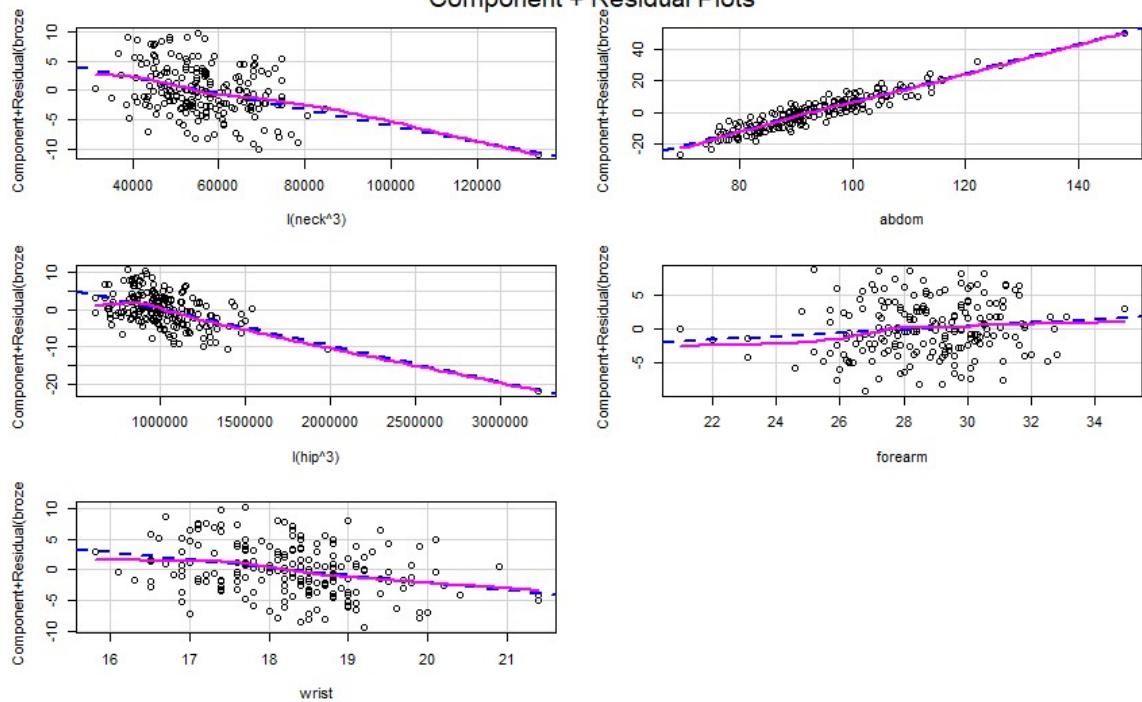 Component + Residual Plots
Component+Residual(broze
10
5
0
-5
-10
40000 60000 80000 100000 120000
I(neck^3)
Component+Residual(broze
40
20
0
-20
80 100 120 140
abdom
Component+Residual(broze
10
0
-10
-20
1000000 1500000 2000000 2500000 3000000
I(hip^3)
Component+Residual(broze
5
0
-5
22 24 26 28 30 32 34
forearm
Component+Residual(broze
10
5
0
-5
-10
16 17 18 19 20 21
wrist